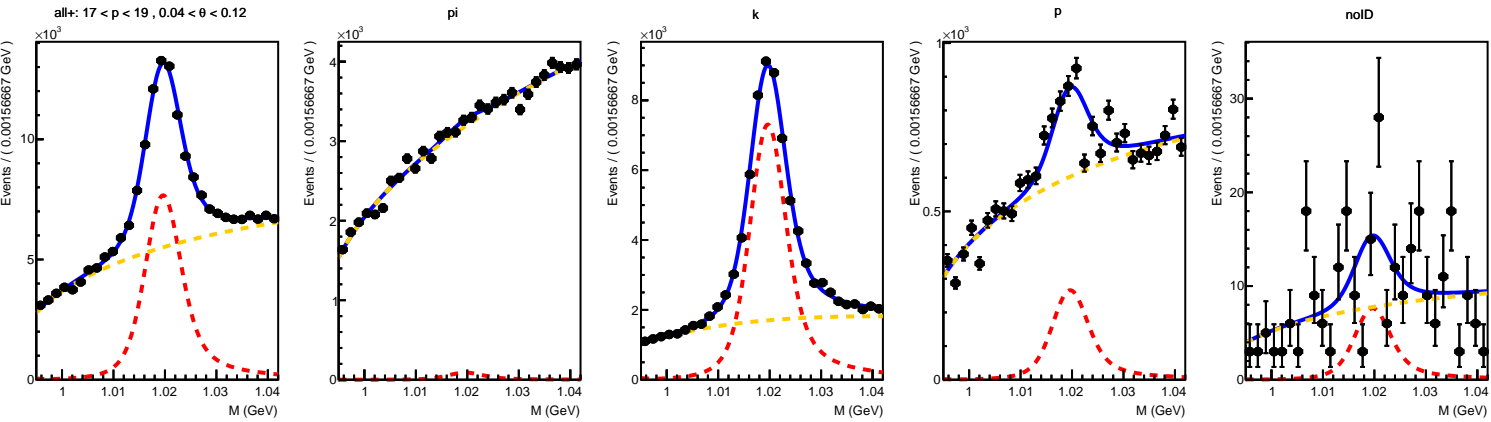 all+: 17 < p < 19 , 0.04 < θ < 0.12
×10³
Events / ( 0.00156667 GeV )
10
5
0
1 1.01 1.02 1.03 1.04
M (GeV)
pi
×10³
Events / ( 0.00156667 GeV )
4
3
2
1
0
1 1.01 1.02 1.03 1.04
M (GeV)
k
×10³
Events / ( 0.00156667 GeV )
8
6
4
2
0
1 1.01 1.02 1.03 1.04
M (GeV)
p
×10³
Events / ( 0.00156667 GeV )
1
0.5
0
1 1.01 1.02 1.03 1.04
M (GeV)
noID
Events / ( 0.00156667 GeV )
30
20
10
0
1 1.01 1.02 1.03 1.04
M (GeV)